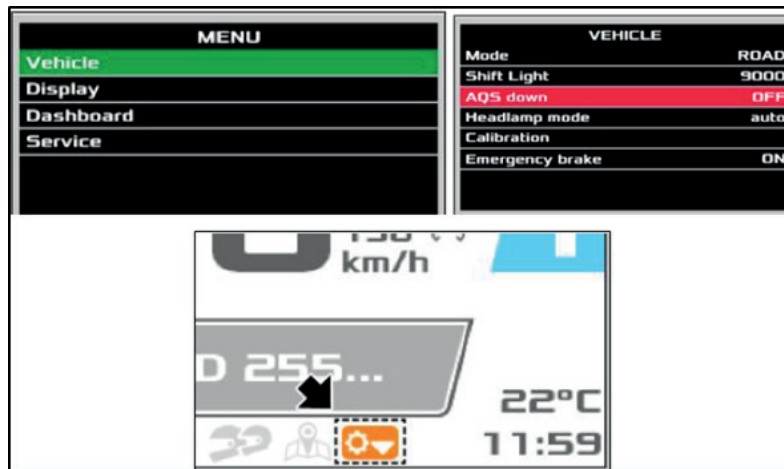 MENU
Vehicle
Display
Dashboard
Service
VEHICLE
Mode ROAD
Shift Light 9000
AQS down OFF
Headlamp mode auto
Calibration
Emergency brake ON
km/h
D 255...
22°C
11:59